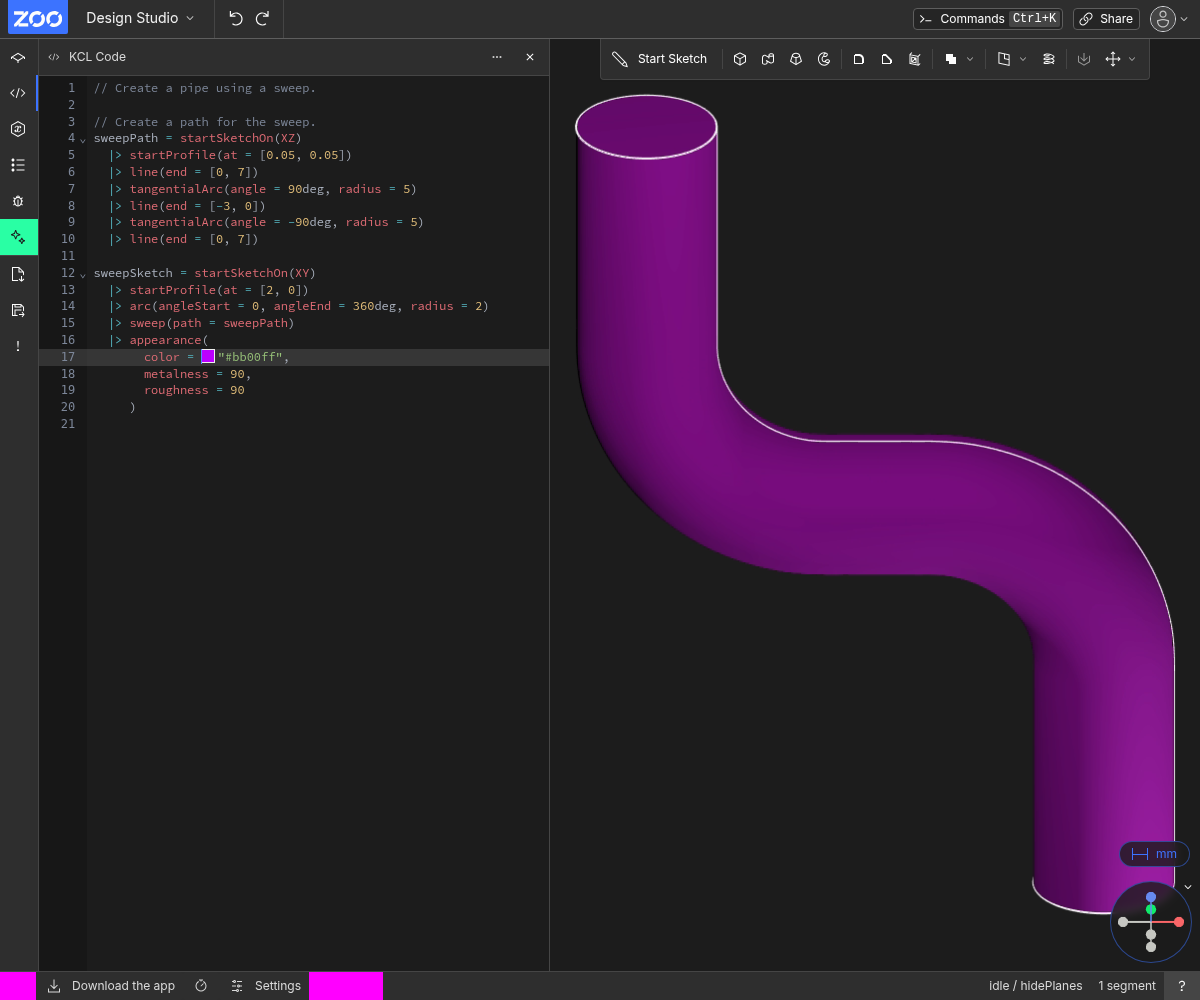 ZOO Design Studio Commands Ctrl+K Share
KCL Code
Start Sketch
1 // Create a pipe using a sweep.
2
3 // Create a path for the sweep.
4 sweepPath = startSketchOn(XZ)
5   |> startProfile(at = [0.05, 0.05])
6   |> line(end = [0, 7])
7   |> tangentialArc(angle = 90deg, radius = 5)
8   |> line(end = [-3, 0])
9   |> tangentialArc(angle = -90deg, radius = 5)
10   |> line(end = [0, 7])
11
12 sweepSketch = startSketchOn(XY)
13   |> startProfile(at = [2, 0])
14   |> arc(angleStart = 0, angleEnd = 360deg, radius = 2)
15   |> sweep(path = sweepPath)
16   |> appearance(
17        color = "#bb00ff",
18        metalness = 90,
19        roughness = 90
20      )
21
mm
Download the app Settings idle / hidePlanes 1 segment ?